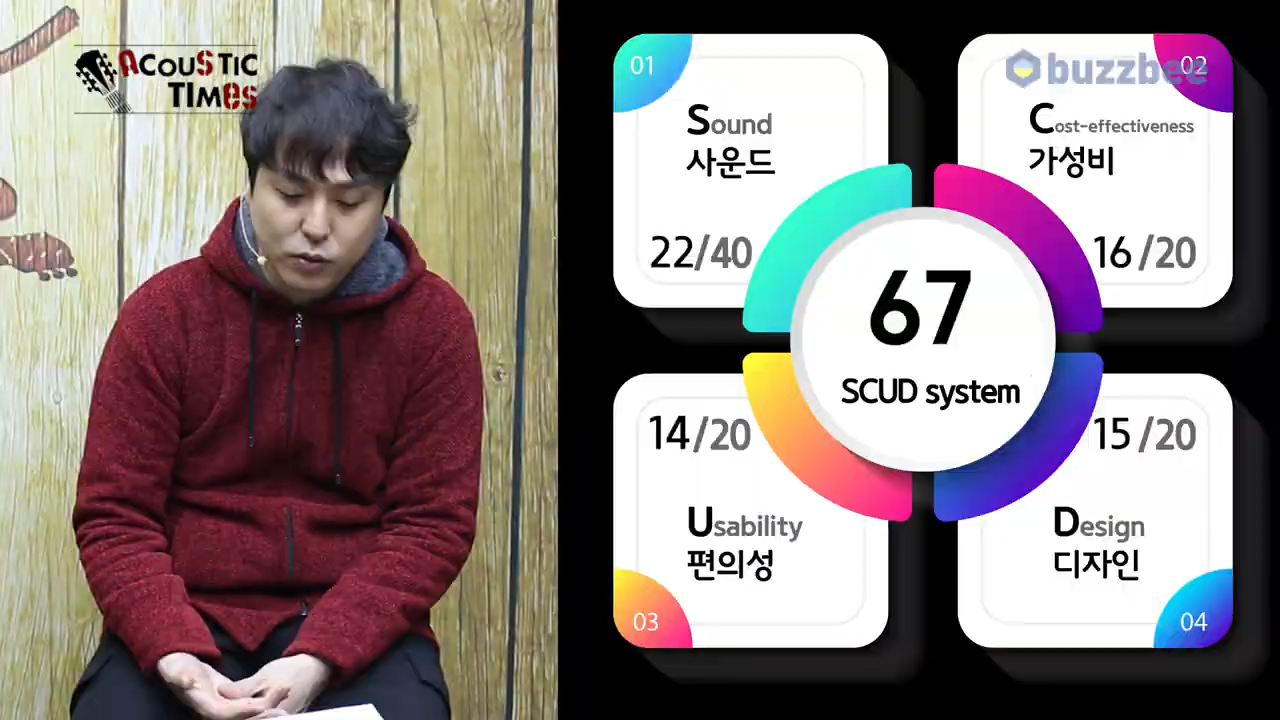 ACOUSTIC
TIMES
buzzbee
01
Sound
사운드
22/40
02
Cost-effectiveness
가성비
16/20
67
SCUD system
14/20
Usability
편의성
03
15/20
Design
디자인
04